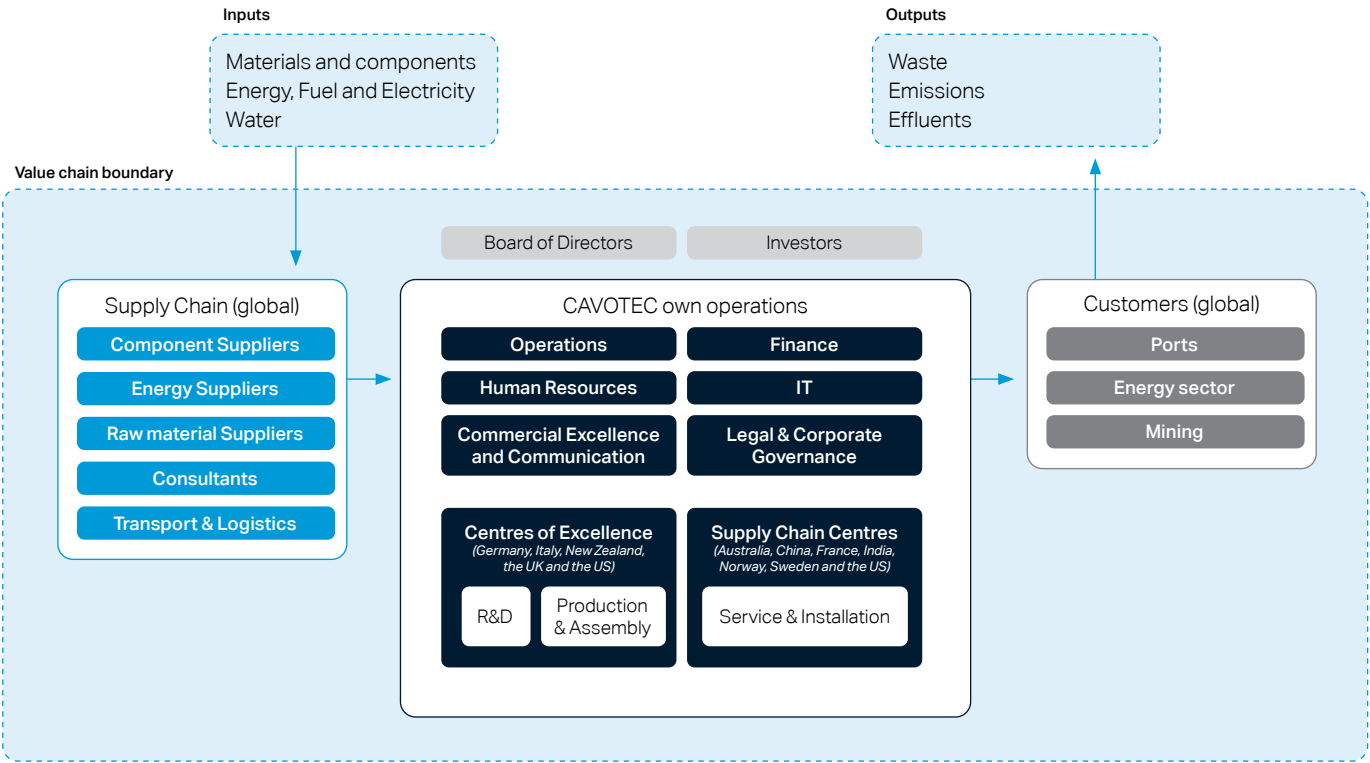 Inputs
Materials and components
Energy, Fuel and Electricity
Water
Outputs
Waste
Emissions
Effluents
Value chain boundary
Board of Directors
Investors
Supply Chain (global)
Component Suppliers
Energy Suppliers
Raw material Suppliers
Consultants
Transport & Logistics
CAVOTEC own operations
Operations
Finance
Human Resources
IT
Commercial Excellence
and Communication
Legal & Corporate
Governance
Centres of Excellence
(Germany, Italy, New Zealand,
the UK and the US)
R&D
Production
& Assembly
Supply Chain Centres
(Australia, China, France, India,
Norway, Sweden and the US)
Service & Installation
Customers (global)
Ports
Energy sector
Mining